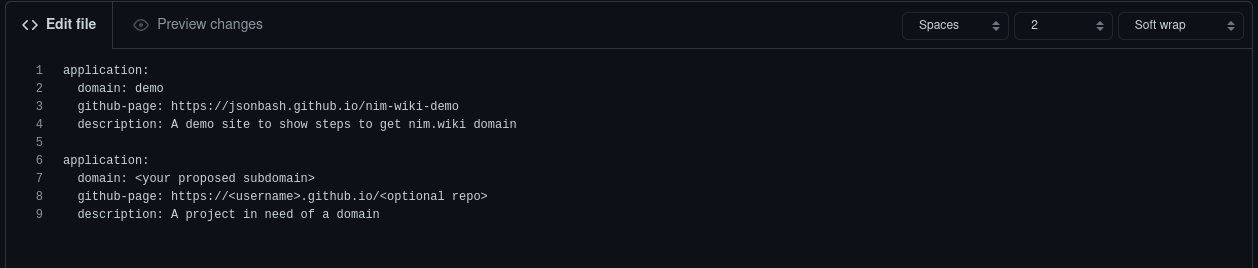 Edit file Preview changes Spaces 2 Soft wrap
1 application:
2   domain: demo
3   github-page: https://jsonbash.github.io/nim-wiki-demo
4   description: A demo site to show steps to get nim.wiki domain
5
6 application:
7   domain: <your proposed subdomain>
8   github-page: https://<username>.github.io/<optional repo>
9   description: A project in need of a domain